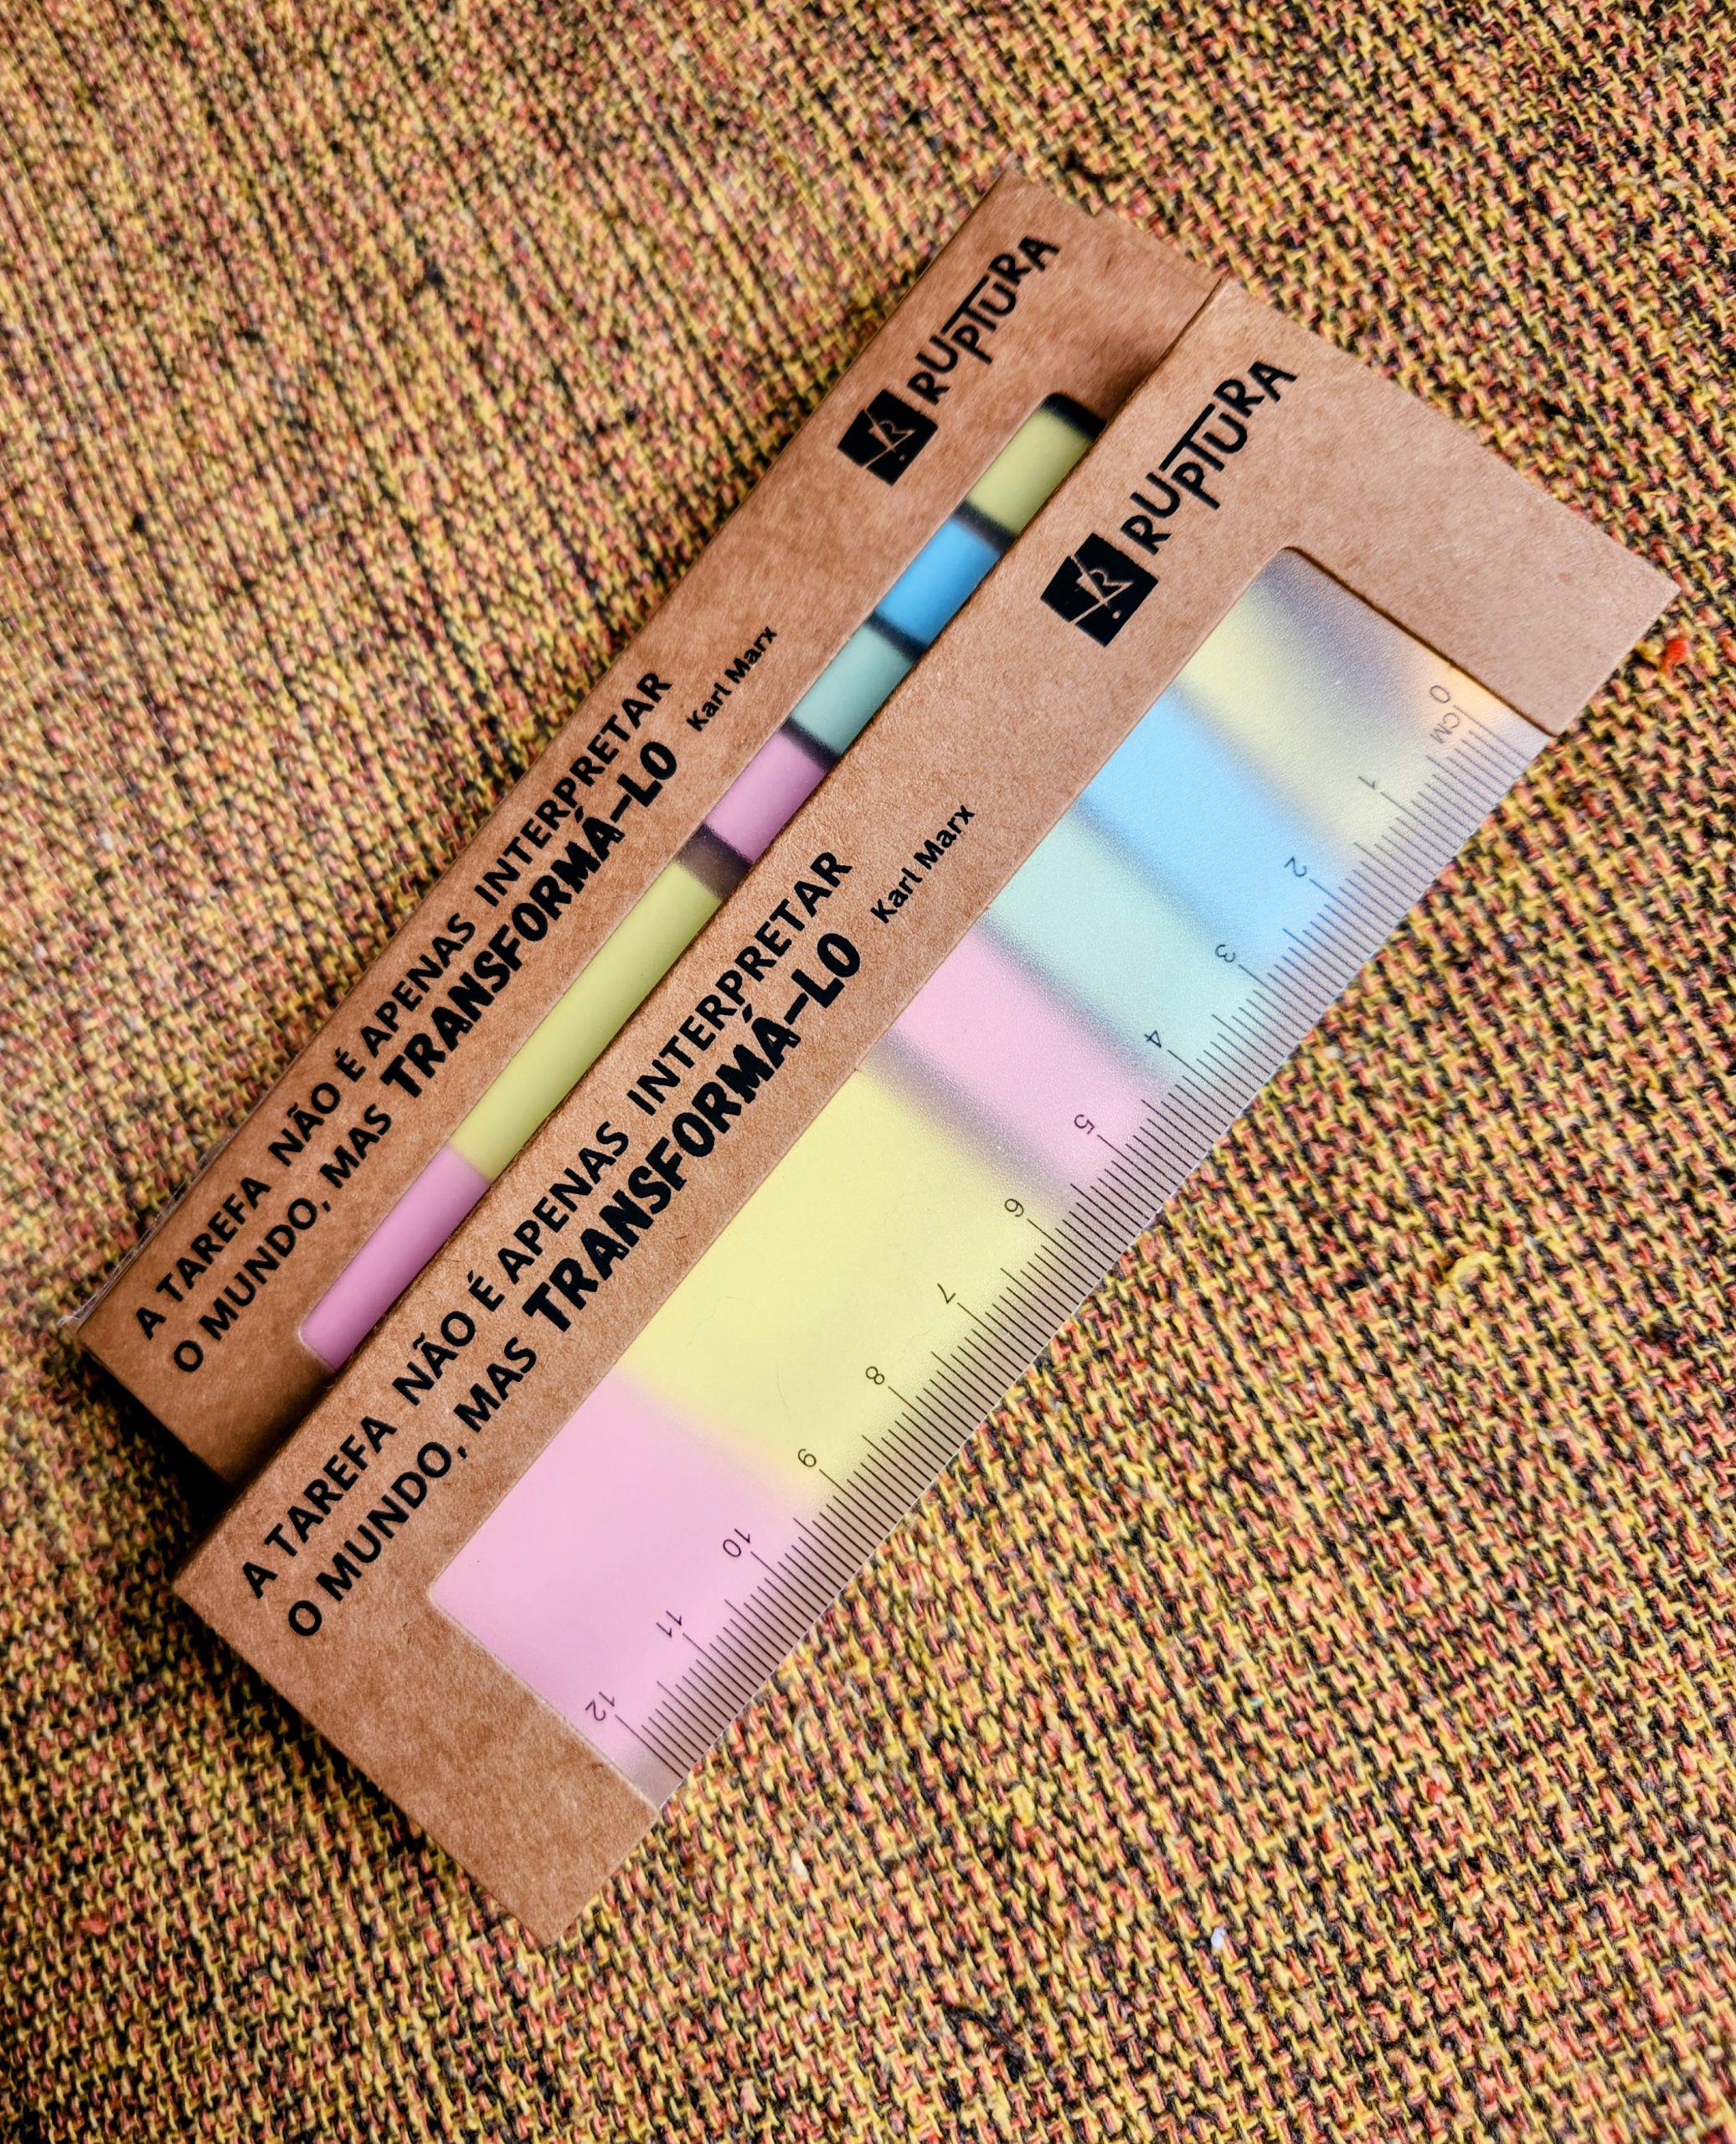 A TAREFA NÃO É APENAS INTERPRETAR
O MUNDO, MAS TRANSFORMÁ-LO
Karl Marx
R RUPTURA
A TAREFA NÃO É APENAS INTERPRETAR
O MUNDO, MAS TRANSFORMÁ-LO
Karl Marx
R RUPTURA
0 CM 1 2 3 4 5 6 7 8 9 10 11 12